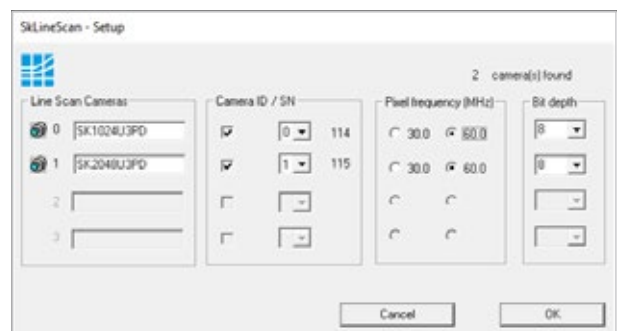 SkLineScan - Setup
2 camera(s) found
Line Scan Cameras Camera ID / SN Pixel frequency (MHz) Bit depth
0 SK1024U3PD 0 114 30.0 60.0 8
1 SK2048U3PD 1 115 30.0 60.0 8
2
3
Cancel OK